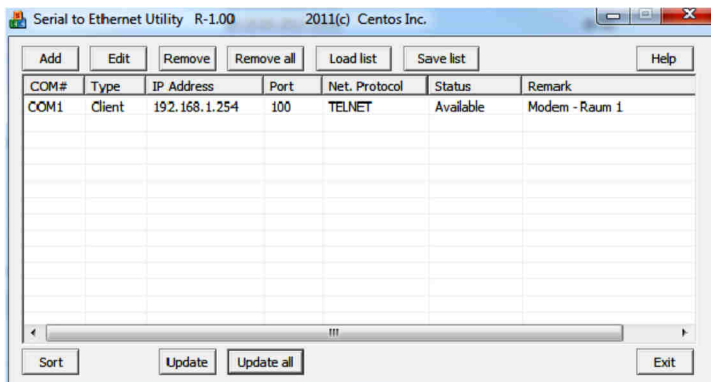 Serial to Ethernet Utility R-1.00 2011(c) Centos Inc.
Add Edit Remove Remove all Load list Save list Help
COM# Type IP Address Port Net. Protocol Status Remark
COM1 Client 192.168.1.254 100 TELNET Available Modem - Raum 1
Sort Update Update all Exit